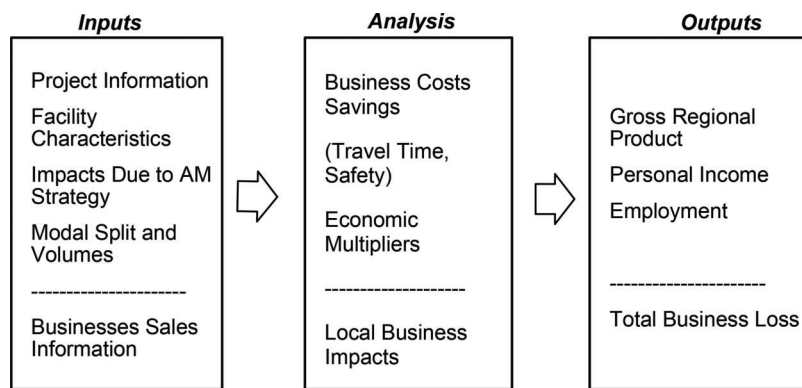 Inputs
Project Information
Facility
Characteristics
Impacts Due to AM
Strategy
Modal Split and
Volumes
----------------------
Businesses Sales
Information
Analysis
Business Costs
Savings
(Travel Time,
Safety)
Economic
Multipliers
--------------------
Local Business
Impacts
Outputs
Gross Regional
Product
Personal Income
Employment
----------------------
Total Business Loss